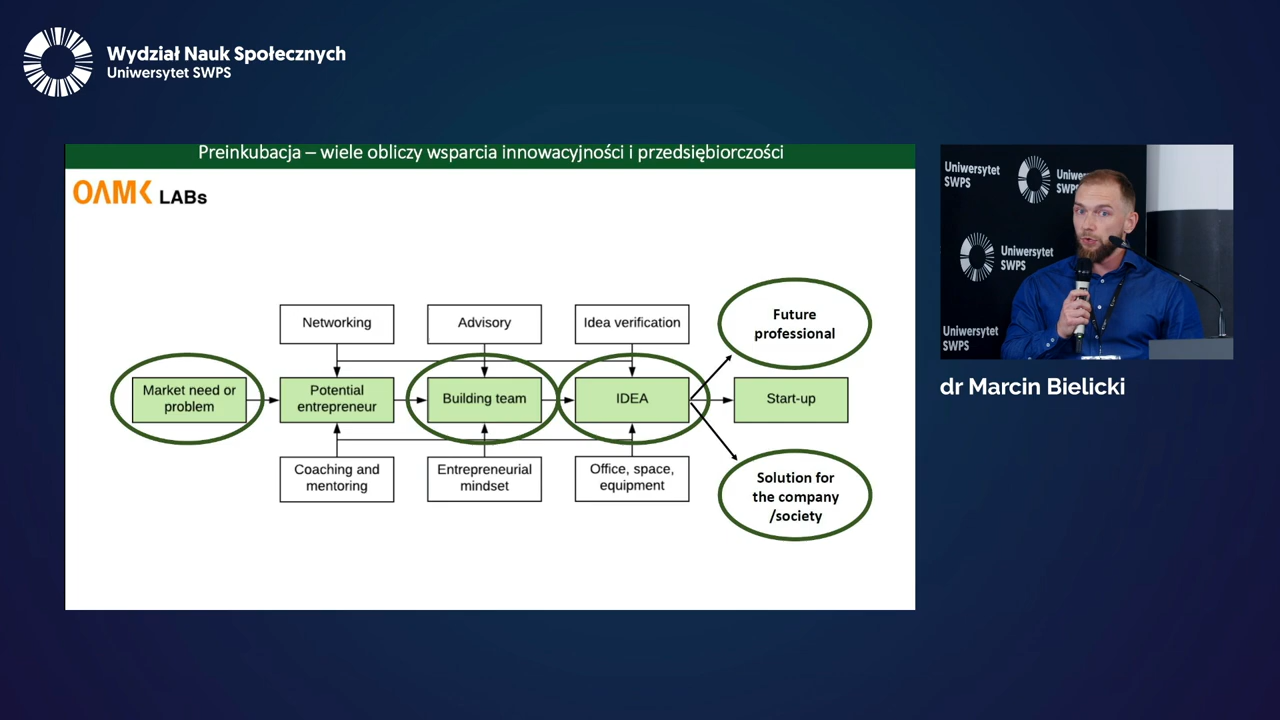 Wydział Nauk Społecznych
Uniwersytet SWPS
Preinkubacja – wiele obliczy wsparcia innowacyjności i przedsiębiorczości
OAMK LABs
Networking
Advisory
Idea verification
Future
professional
Market need or
problem
Potential
entrepreneur
Building team
IDEA
Start-up
Coaching and
mentoring
Entrepreneurial
mindset
Office, space,
equipment
Solution for
the company
/society
Uniwersytet
SWPS
Uniwe
SWPS
Uniwersytet
SWPS
Uniwersytet
SWPS
dr Marcin Bielicki